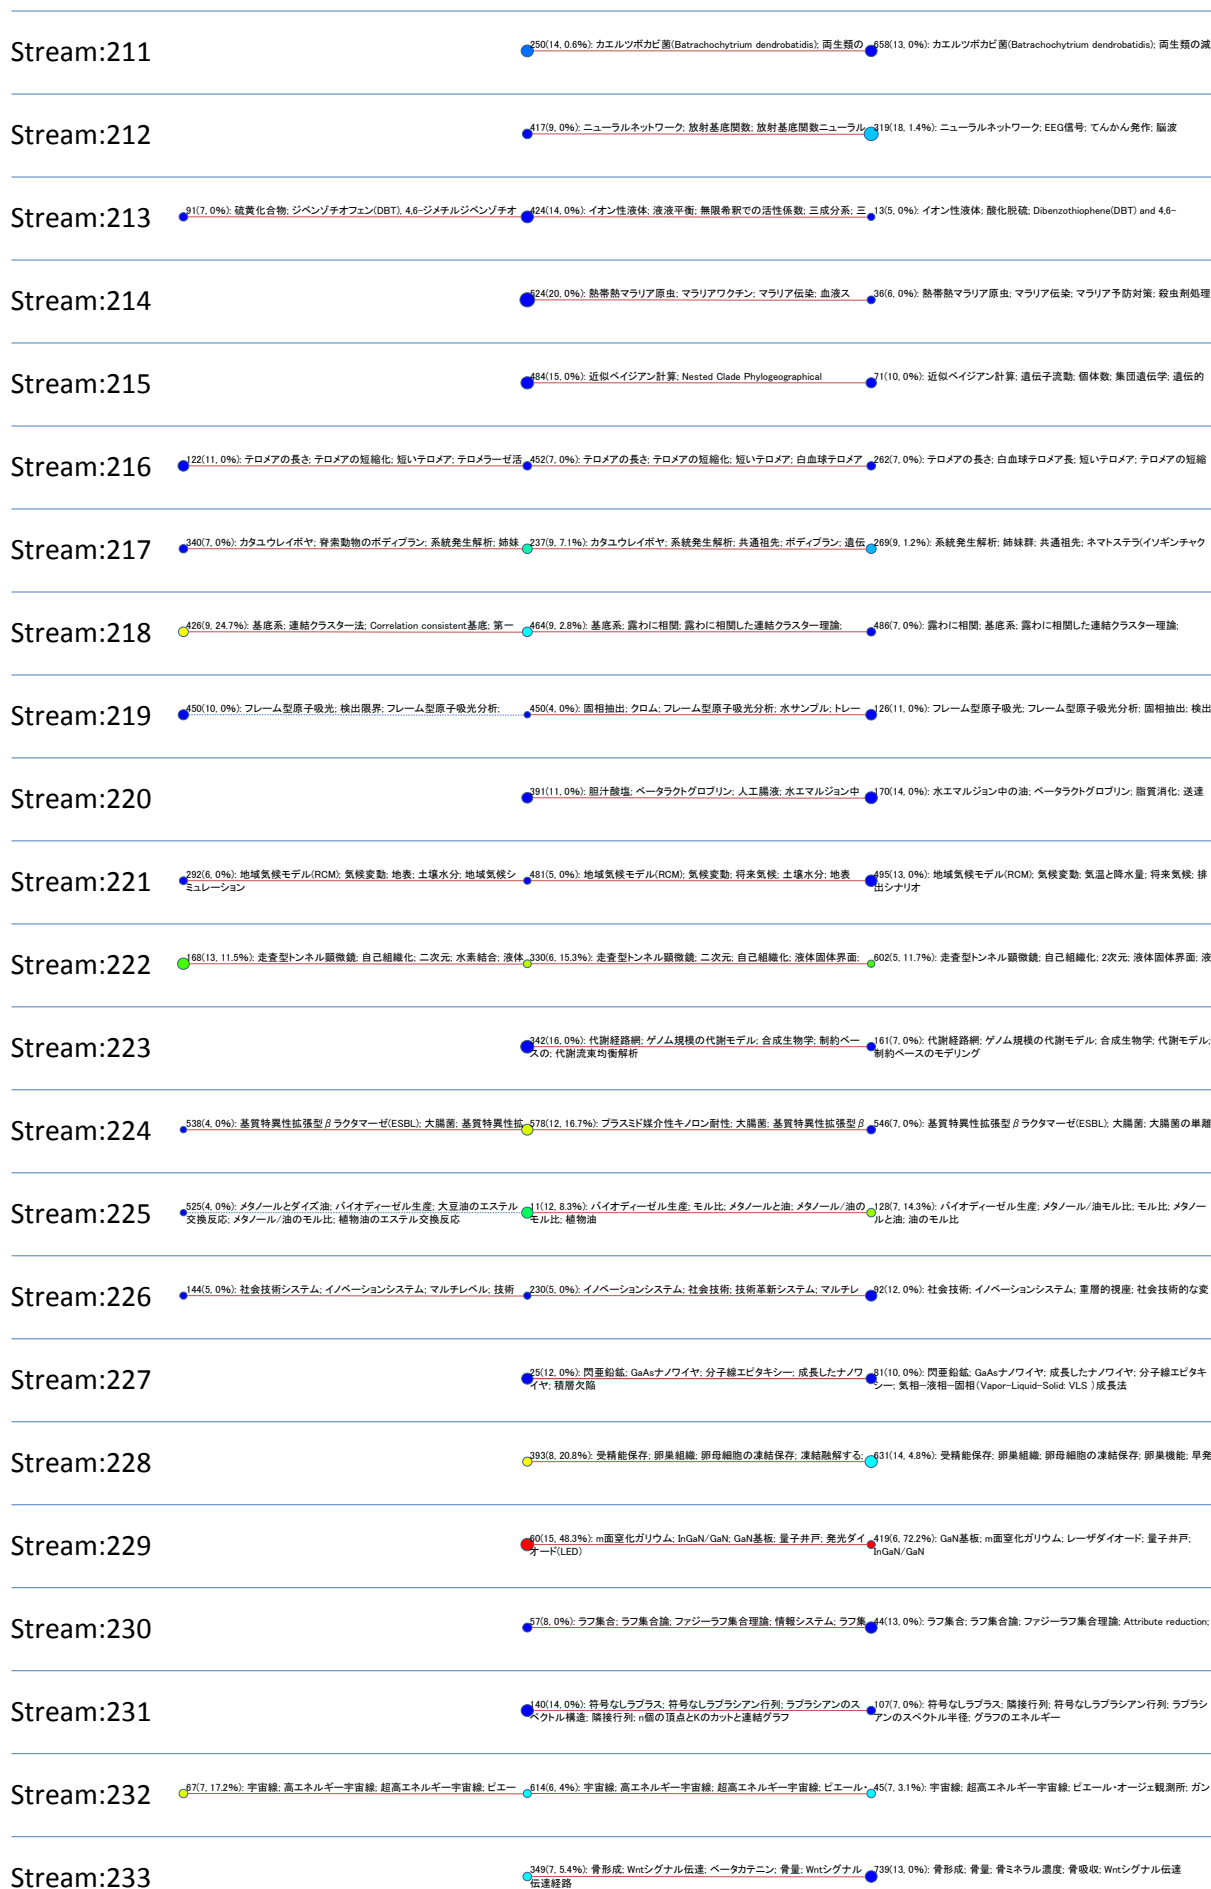 Stream:211
250(14, 0.6%): カエルツボカビ菌(Batrachochytrium dendrobatidis); 両生類の
658(13, 0%): カエルツボカビ菌(Batrachochytrium dendrobatidis); 両生類の減
Stream:212
417(9, 0%): ニューラルネットワーク; 放射基底関数; 放射基底関数ニューラル
319(18, 1.4%): ニューラルネットワーク; EEG信号; てんかん発作; 脳波
Stream:213
91(7, 0%): 硫黄化合物; ジベンゾチオフェン(DBT), 4,6-ジメチルジベンゾチオ
424(14, 0%): イオン性液体; 液液平衡; 無限希釈での活性係数; 三成分系; 三
13(5, 0%): イオン性液体; 酸化脱硫; Dibenzothiophene(DBT) and 4,6-
Stream:214
524(20, 0%): 熱帯熱マラリア原虫; マラリアワクチン; マラリア伝染; 血液ス
36(6, 0%): 熱帯熱マラリア原虫; マラリア伝染; マラリア予防対策; 殺虫剤処理
Stream:215
484(15, 0%): 近似ベイジアン計算; Nested Clade Phylogeographical
71(10, 0%): 近似ベイジアン計算; 遺伝子流動; 個体数; 集団遺伝学; 遺伝的
Stream:216
122(11, 0%): テロメアの長さ; テロメアの短縮化; 短いテロメア; テロメラーゼ活
452(7, 0%): テロメアの長さ; テロメアの短縮化; 短いテロメア; 白血球テロメア
262(7, 0%): テロメアの長さ; 白血球テロメア長; 短いテロメア; テロメアの短縮
Stream:217
340(7, 0%): カタユウレイボヤ; 脊索動物のボディプラン; 系統発生解析; 姉妹
237(9, 7.1%): カタユウレイボヤ; 系統発生解析; 共通祖先; ボディプラン; 遺伝
269(9, 1.2%): 系統発生解析; 姉妹群; 共通祖先; ネマトステラ(イソギンチャク
Stream:218
426(9, 24.7%): 基底系; 連結クラスター法; Correlation consistent基底; 第一
464(9, 2.8%): 基底系; 露わに相関; 露わに相関した連結クラスター理論;
486(7, 0%): 露わに相関; 基底系; 露わに相関した連結クラスター理論;
Stream:219
450(10, 0%): フレーム型原子吸光; 検出限界; フレーム型原子吸光分析;
450(4, 0%): 固相抽出; クロム; フレーム型原子吸光分析; 水サンプル; トレー
126(11, 0%): フレーム型原子吸光; フレーム型原子吸光分析; 固相抽出; 検出
Stream:220
391(11, 0%): 胆汁酸塩; ベータラクトグロブリン; 人工腸液; 水エマルジョン中
170(14, 0%): 水エマルジョン中の油; ベータラクトグロブリン; 脂質消化; 送達
Stream:221
292(6, 0%): 地域気候モデル(RCM); 気候変動; 地表; 土壌水分; 地域気候シ
ミュレーション
481(5, 0%): 地域気候モデル(RCM); 気候変動; 将来気候; 土壌水分; 地表
495(13, 0%): 地域気候モデル(RCM); 気候変動; 気温と降水量; 将来気候; 排
出シナリオ
Stream:222
168(13, 11.5%): 走査型トンネル顕微鏡; 自己組織化; 二次元; 水素結合; 液体
330(6, 15.3%): 走査型トンネル顕微鏡; 二次元; 自己組織化; 液体固体界面;
602(5, 11.7%): 走査型トンネル顕微鏡; 自己組織化; 2次元; 液体固体界面; 液
Stream:223
342(16, 0%): 代謝経路網; ゲノム規模の代謝モデル; 合成生物学; 制約ベー
スの; 代謝流束均衡解析
161(7, 0%): 代謝経路網; ゲノム規模の代謝モデル; 合成生物学; 代謝モデル;
制約ベースのモデリング
Stream:224
538(4, 0%): 基質特異性拡張型βラクタマーゼ(ESBL); 大腸菌; 基質特異性拡
578(12, 16.7%): プラスミド媒介性キノロン耐性; 大腸菌; 基質特異性拡張型β
546(7, 0%): 基質特異性拡張型βラクタマーゼ(ESBL); 大腸菌; 大腸菌の単離
Stream:225
525(4, 0%): メタノールとダイズ油; バイオディーゼル生産; 大豆油のエステル
交換反応; メタノール/油のモル比; 植物油のエステル交換反応
11(12, 8.3%): バイオディーゼル生産; モル比; メタノールと油; メタノール/油の
モル比; 植物油
128(7, 14.3%): バイオディーゼル生産; メタノール/油モル比; モル比; メタノー
ルと油; 油のモル比
Stream:226
144(5, 0%): 社会技術システム; イノベーションシステム; マルチレベル; 技術
230(5, 0%): イノベーションシステム; 社会技術; 技術革新システム; マルチレ
92(12, 0%): 社会技術; イノベーションシステム; 重層的視座; 社会技術的な変
Stream:227
25(12, 0%): 閃亜鉛鉱; GaAsナノワイヤ; 分子線エピタキシー; 成長したナノワ
イヤ; 積層欠陥
81(10, 0%): 閃亜鉛鉱; GaAsナノワイヤ; 成長したナノワイヤ; 分子線エピタキ
シー; 気相-液相-固相(Vapor-Liquid-Solid: VLS )成長法
Stream:228
393(8, 20.8%): 受精能保存; 卵巣組織; 卵母細胞の凍結保存; 凍結融解する;
631(14, 4.8%): 受精能保存; 卵巣組織; 卵母細胞の凍結保存; 卵巣機能; 早発
Stream:229
60(15, 48.3%): m面窒化ガリウム; InGaN/GaN; GaN基板; 量子井戸; 発光ダイ
オード(LED)
419(6, 72.2%): GaN基板; m面窒化ガリウム; レーザダイオード; 量子井戸;
InGaN/GaN
Stream:230
57(8, 0%): ラフ集合; ラフ集合論; ファジーラフ集合理論; 情報システム; ラフ集
44(13, 0%): ラフ集合; ラフ集合論; ファジーラフ集合理論; Attribute reduction;
Stream:231
140(14, 0%): 符号なしラプラス; 符号なしラプラシアン行列; ラプラシアンのス
ペクトル構造; 隣接行列; n個の頂点とKのカットと連結グラフ
107(7, 0%): 符号なしラプラス; 隣接行列; 符号なしラプラシアン行列; ラプラシ
アンのスペクトル半径; グラフのエネルギー
Stream:232
67(7, 17.2%): 宇宙線; 高エネルギー宇宙線; 超高エネルギー宇宙線; ピエー
614(6, 4%): 宇宙線; 高エネルギー宇宙線; 超高エネルギー宇宙線; ピエール・
45(7, 3.1%): 宇宙線; 超高エネルギー宇宙線; ピエール・オージェ観測所; ガン
Stream:233
349(7, 5.4%): 骨形成; Wntシグナル伝達; ベータカテニン; 骨量; Wntシグナル
伝達経路
739(13, 0%): 骨形成; 骨量; 骨ミネラル濃度; 骨吸収; Wntシグナル伝達